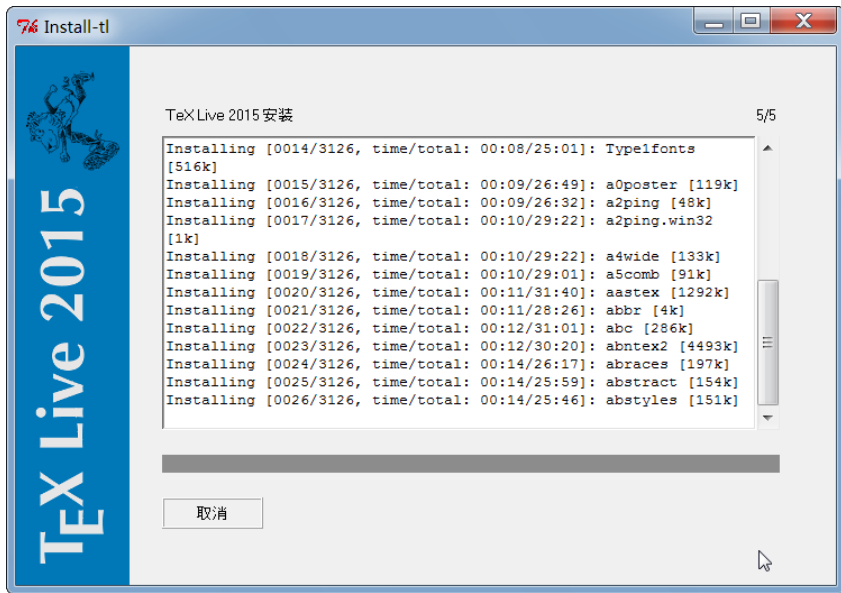 Install-tl
TeX Live 2015
TeX Live 2015 安装
5/5
Installing [0014/3126, time/total: 00:08/25:01]: Type1fonts
[516k]
Installing [0015/3126, time/total: 00:09/26:49]: a0poster [119k]
Installing [0016/3126, time/total: 00:09/26:32]: a2ping [48k]
Installing [0017/3126, time/total: 00:10/29:22]: a2ping.win32
[1k]
Installing [0018/3126, time/total: 00:10/29:22]: a4wide [133k]
Installing [0019/3126, time/total: 00:10/29:01]: a5comb [91k]
Installing [0020/3126, time/total: 00:11/31:40]: aastex [1292k]
Installing [0021/3126, time/total: 00:11/28:26]: abbr [4k]
Installing [0022/3126, time/total: 00:12/31:01]: abc [286k]
Installing [0023/3126, time/total: 00:12/30:20]: abntex2 [4493k]
Installing [0024/3126, time/total: 00:14/26:17]: abraces [197k]
Installing [0025/3126, time/total: 00:14/25:59]: abstract [154k]
Installing [0026/3126, time/total: 00:14/25:46]: abstyles [151k]
取消